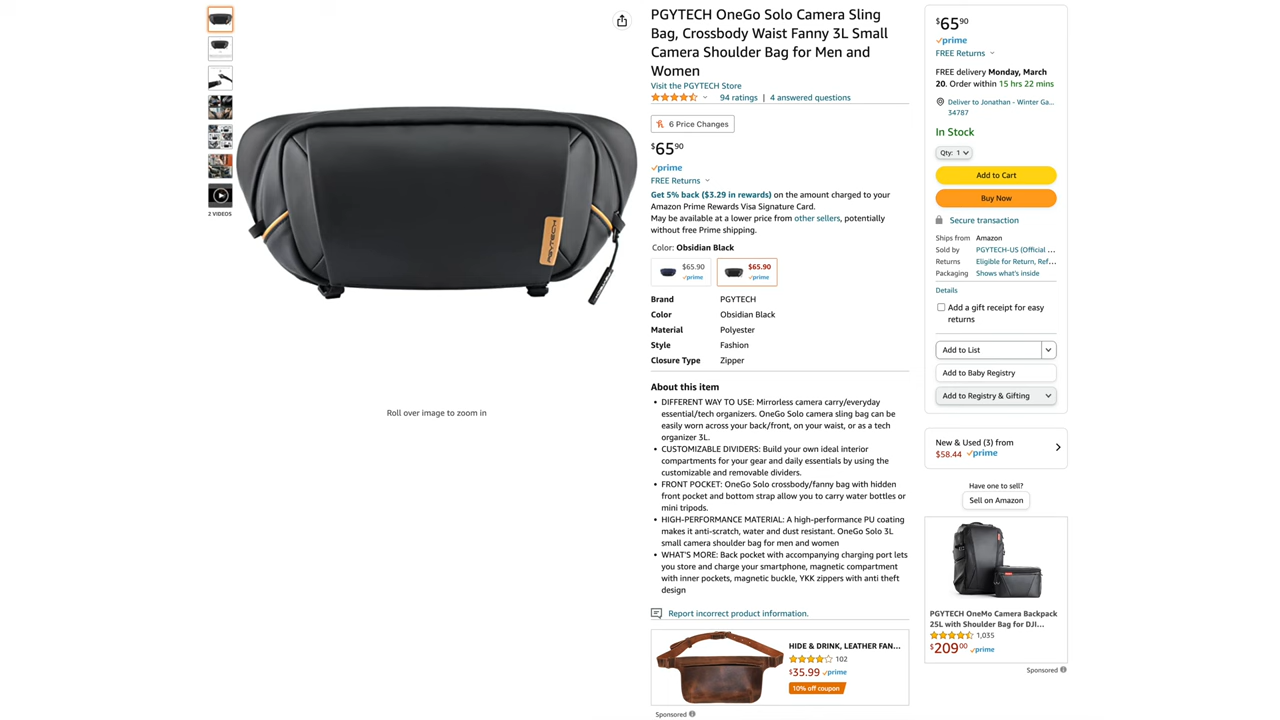 PGYTECH OneGo Solo Camera Sling
Bag, Crossbody Waist Fanny 3L Small
Camera Shoulder Bag for Men and
Women
Visit the PGYTECH Store
94 ratings | 4 answered questions
6 Price Changes
$65 90
prime
FREE Returns
Get 5% back ($3.29 in rewards) on the amount charged to your
Amazon Prime Rewards Visa Signature Card.
May be available at a lower price from other sellers, potentially
without free Prime shipping.
Color: Obsidian Black
$65.90
prime
$65.90
prime
Brand PGYTECH
Color Obsidian Black
Material Polyester
Style Fashion
Closure Type Zipper
About this item
• DIFFERENT WAY TO USE: Mirrorless camera carry/everyday
essential/tech organizers. OneGo Solo camera sling bag can be
easily worn across your back/front, on your waist, or as a tech
organizer 3L.
• CUSTOMIZABLE DIVIDERS: Build your own ideal interior
compartments for your gear and daily essentials by using the
customizable and removable dividers.
• FRONT POCKET: OneGo Solo crossbody/fanny bag with hidden
front pocket and bottom strap allow you to carry water bottles or
mini tripods.
• HIGH-PERFORMANCE MATERIAL: A high-performance PU coating
makes it anti-scratch, water and dust resistant. OneGo Solo 3L
small camera shoulder bag for men and women
• WHAT'S MORE: Back pocket with accompanying charging port lets
you store and charge your smartphone, magnetic compartment
with inner pockets, magnetic buckle, YKK zippers with anti theft
design
Report incorrect product information.
HIDE & DRINK, LEATHER FAN...
102
$35.99 prime
10% off coupon
Sponsored
2 VIDEOS
PGYTECH
Roll over image to zoom in
$65 90
prime
FREE Returns
FREE delivery Monday, March
20. Order within 15 hrs 22 mins
Deliver to Jonathan - Winter Ga...
34787
In Stock
Qty: 1
Add to Cart
Buy Now
Secure transaction
Ships from Amazon
Sold by PGYTECH-US (Official ...
Returns Eligible for Return, Ref...
Packaging Shows what's inside
Details
Add a gift receipt for easy
returns
Add to List
Add to Baby Registry
Add to Registry & Gifting
New & Used (3) from
$58.44 prime
Have one to sell?
Sell on Amazon
PGYTECH OneMo Camera Backpack
25L with Shoulder Bag for DJI...
1,035
$209 00 prime
Sponsored